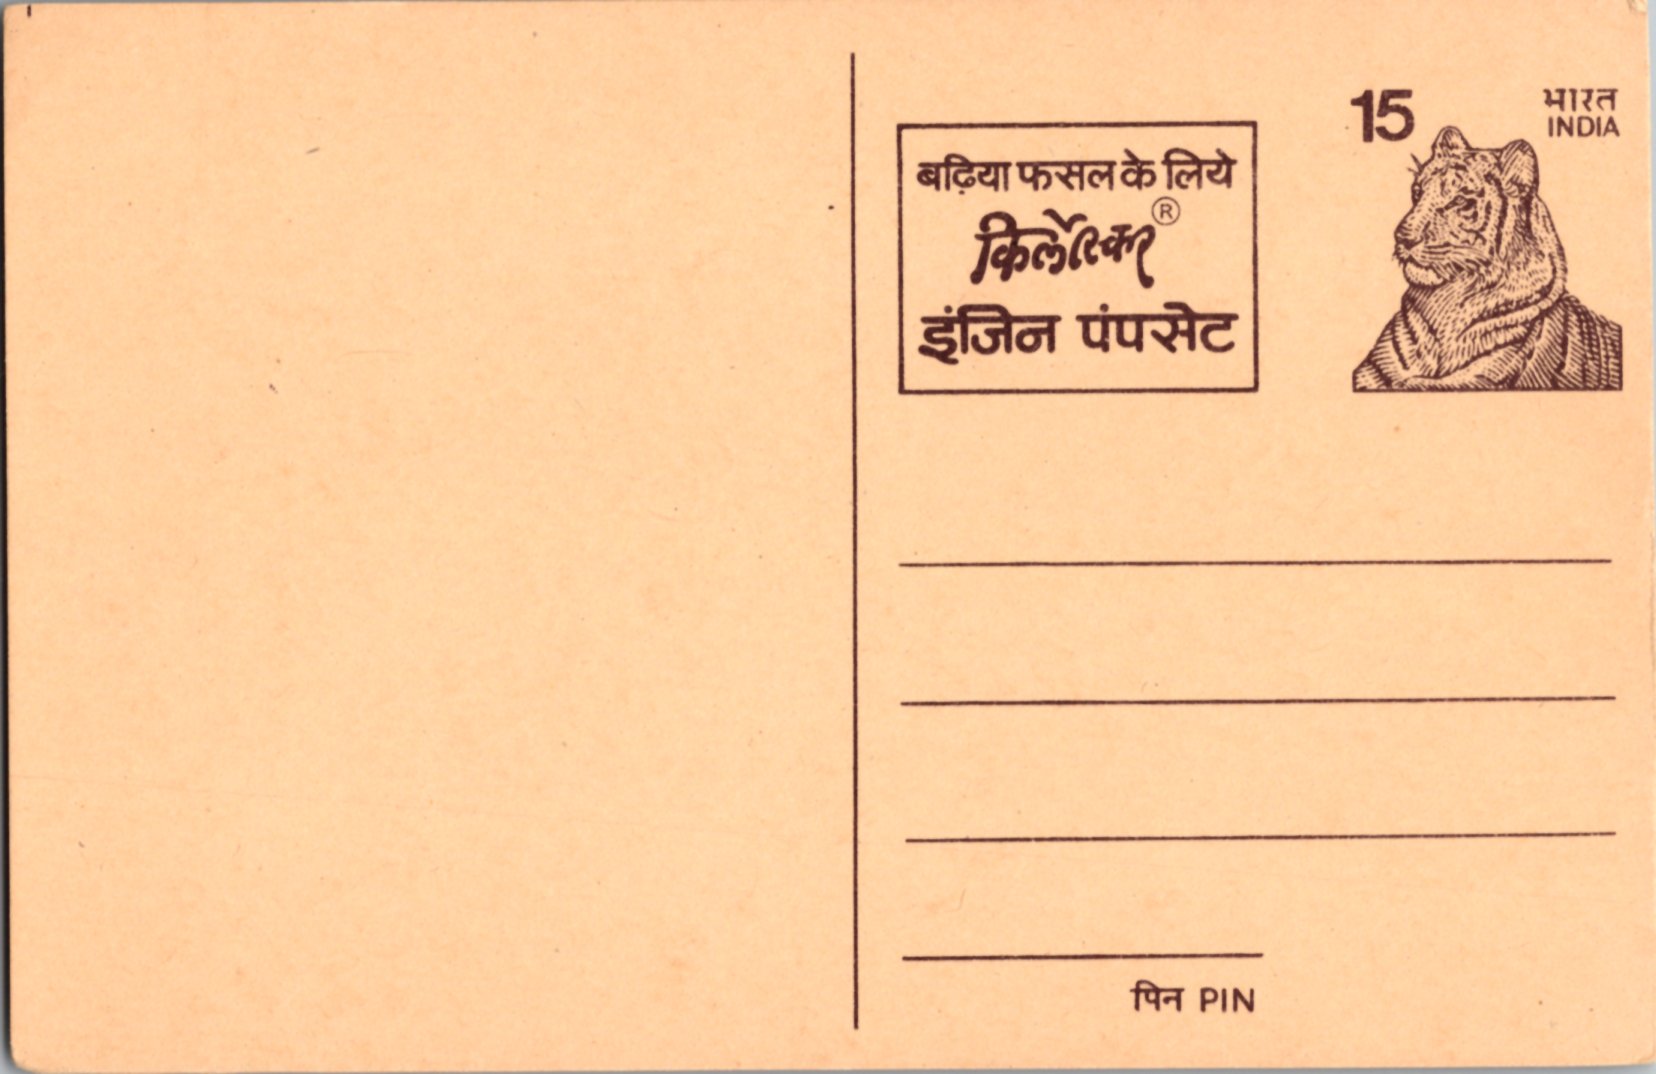 बढ़िया फसल के लिये
किर्लोस्कर®
इंजिन पंपसेट
15
भारत
INDIA
पिन PIN